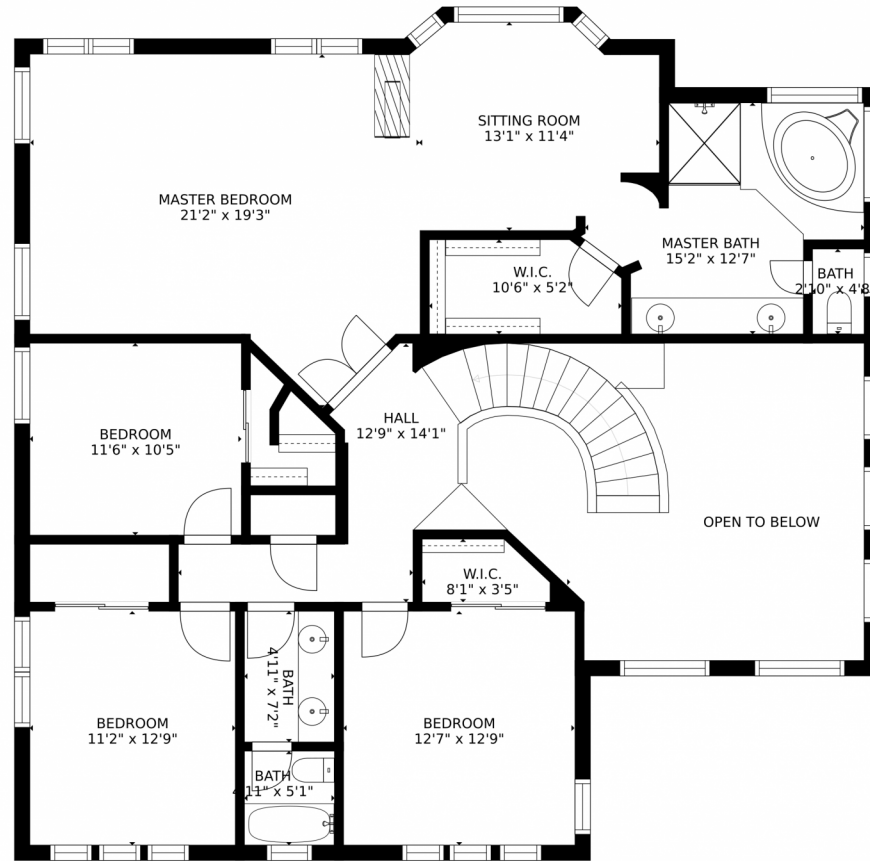 SITTING ROOM
13'1" x 11'4"
MASTER BEDROOM
21'2" x 19'3"
MASTER BATH
15'2" x 12'7"
W.I.C.
10'6" x 5'2"
BATH
2'10" x 4'8
HALL
12'9" x 14'1"
BEDROOM
11'6" x 10'5"
OPEN TO BELOW
W.I.C.
8'1" x 3'5"
BATH
4'11" x 7'2"
BEDROOM
11'2" x 12'9"
BEDROOM
12'7" x 12'9"
BATH
4'11" x 5'1"